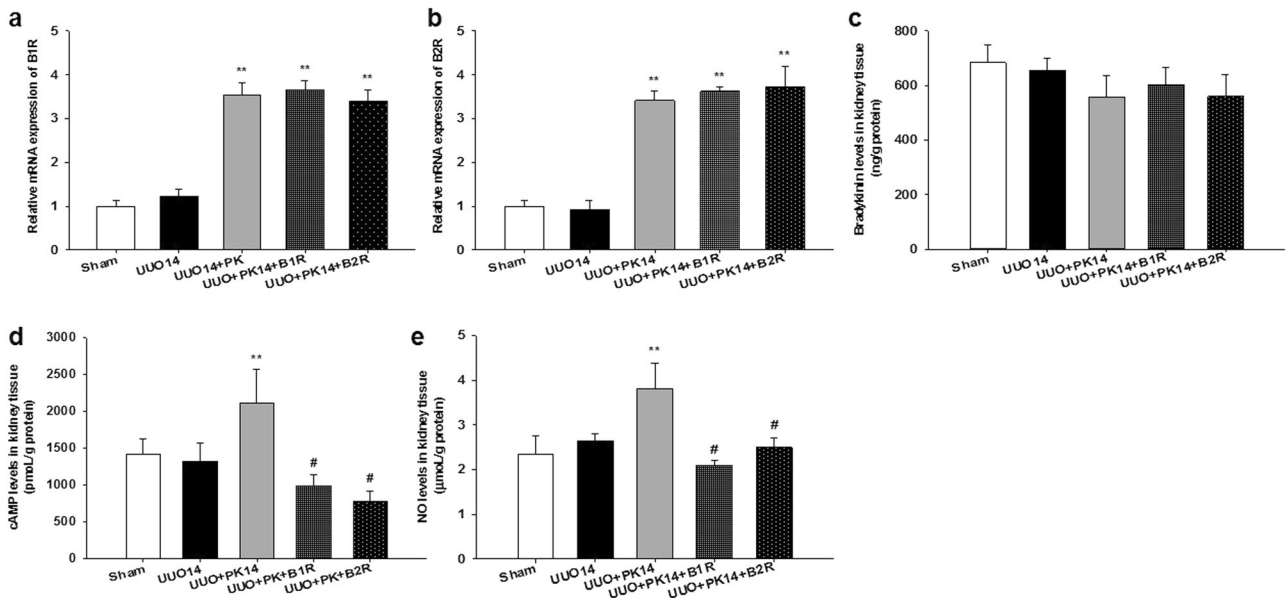 a
Relative mRNA expression of B1R
5
4
3
2
1
0
**
**
**
Sham
UUO14
UUO14+PK
UUO+PK14+B1R
UUO+PK14+B2R
b
Relative mRNA expression of B2R
5
4
3
2
1
0
**
**
**
Sham
UUO14
UUO+PK14
UUO+PK14+B1R
UUO+PK14+B2R
c
Bradykinin levels in kidney tissue
(ng/g protein)
800
600
400
200
0
Sham
UUO14
UUO+PK14
UUO+PK14+B1R
UUO+PK14+B2R
d
cAMP levels in kidney tissue
(pmoL/g protein)
3000
2500
2000
1500
1000
500
0
**
#
#
Sham
UUO14
UUO+PK14
UUO+PK+B1R
UUO+PK+B2R
e
NO levels in kidney tissue
(μmoL/g protein)
5
4
3
2
1
0
**
#
#
Sham
UUO14
UUO+PK14
UUO+PK14+B1R
UUO+PK14+B2R